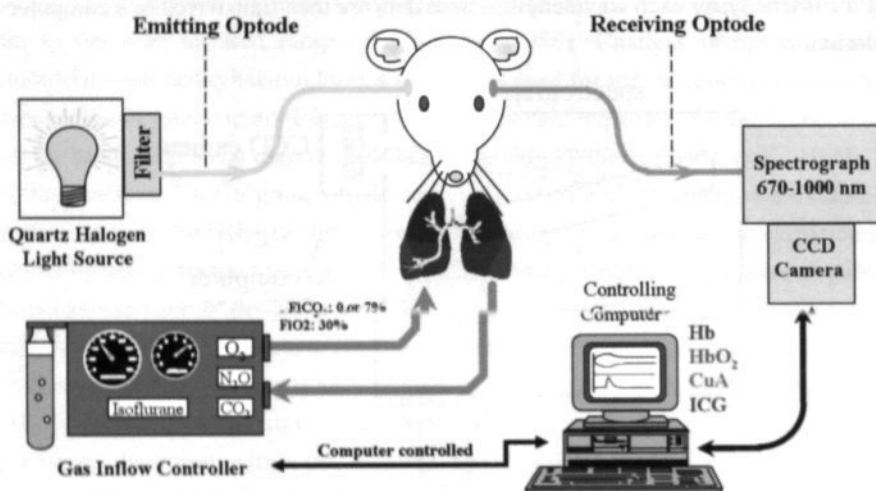 Emitting Optode
Receiving Optode
Filter
Quartz Halogen
Light Source
Spectrograph
670-1000 nm
CCD
Camera
FiCO₂: 0 or 7%
FiO2: 30%
O₂
N₂O
CO₂
Isoflurane
Gas Inflow Controller
Computer controlled
Controlling
Computer
Hb
HbO₂
CuA
ICG